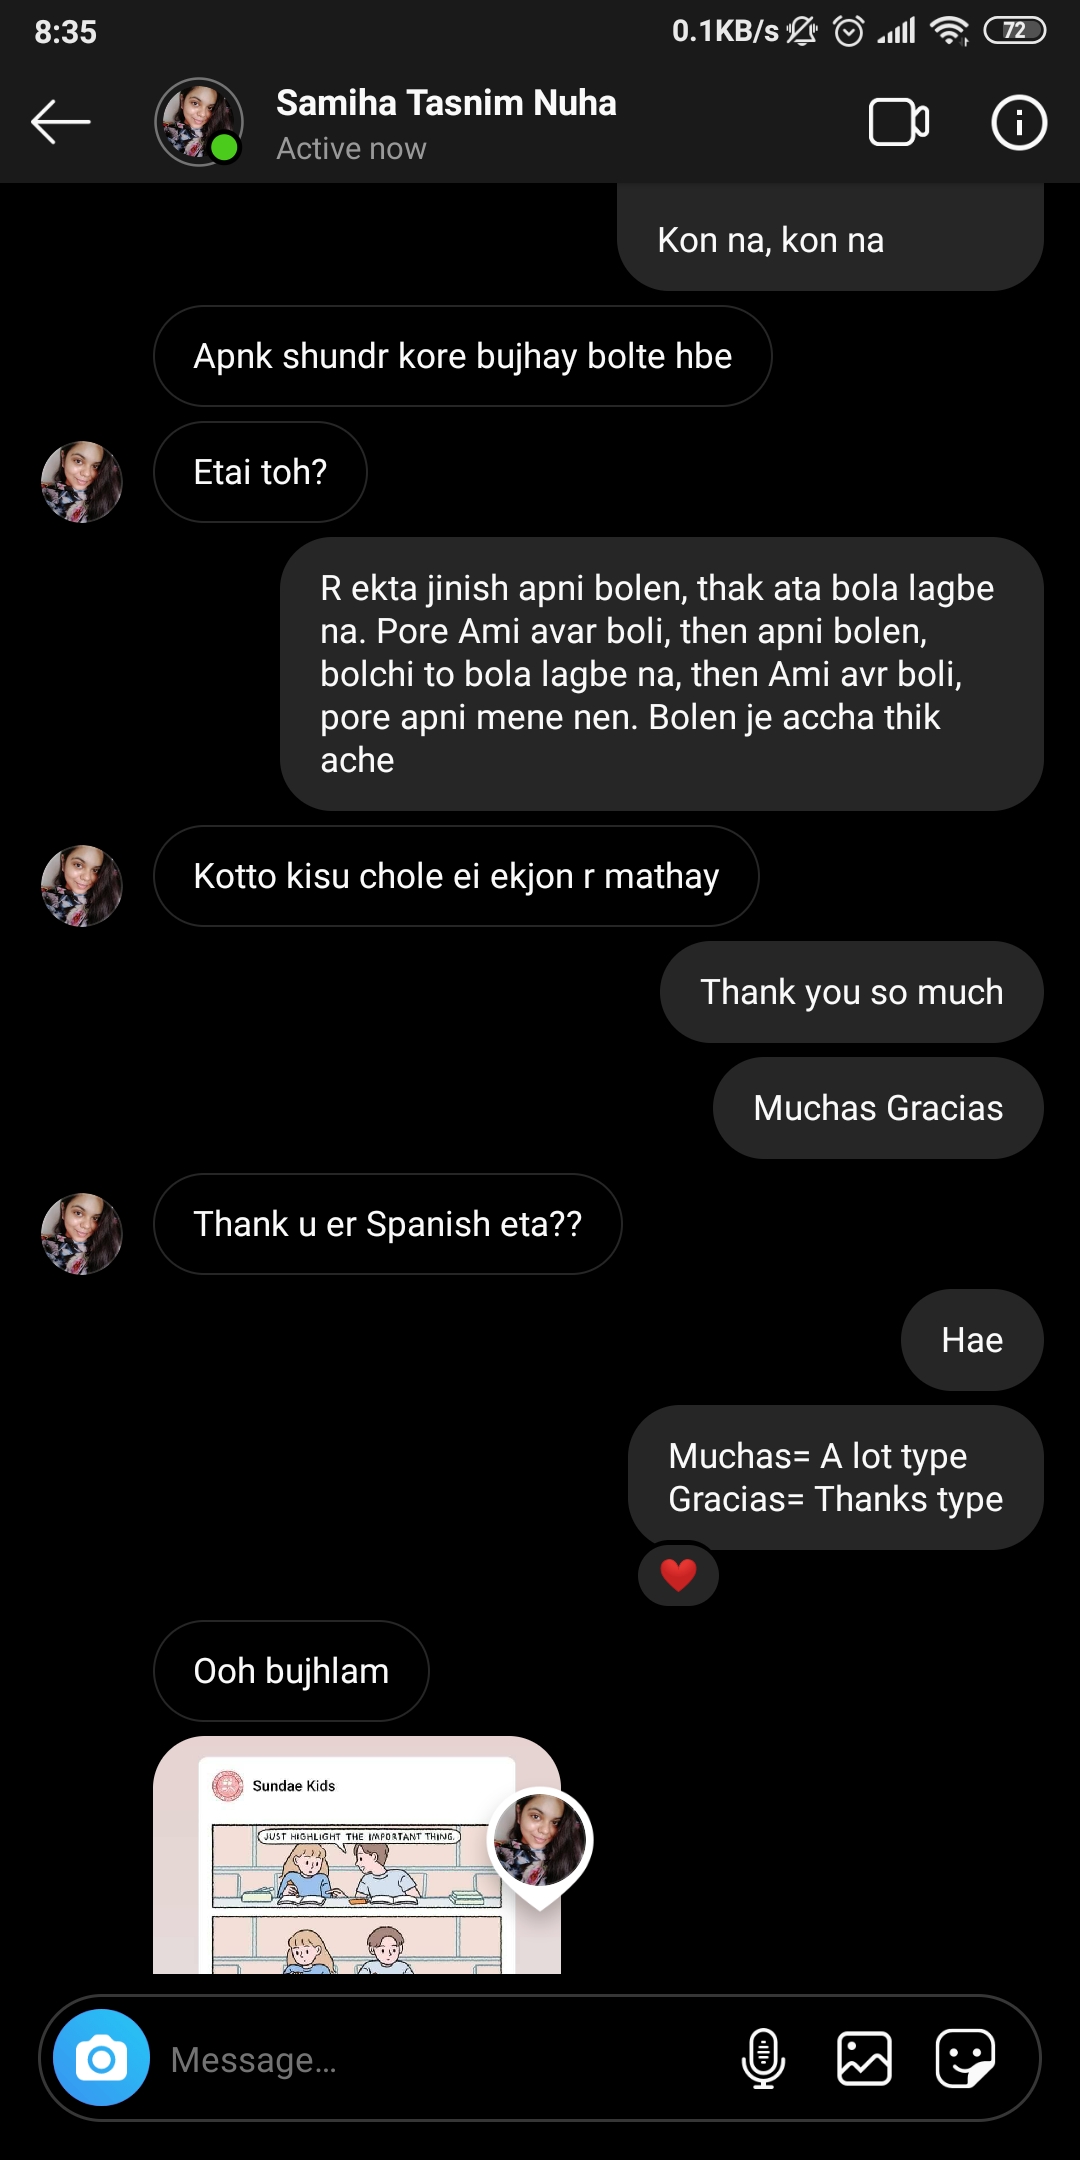 8:35
0.1KB/s
72
Samiha Tasnim Nuha
Active now
Kon na, kon na
Apnk shundr kore bujhay bolte hbe
Etai toh?
R ekta jinish apni bolen, thak ata bola lagbe
na. Pore Ami avar boli, then apni bolen,
bolchi to bola lagbe na, then Ami avr boli,
pore apni mene nen. Bolen je accha thik
ache
Kotto kisu chole ei ekjon r mathay
Thank you so much
Muchas Gracias
Thank u er Spanish eta??
Hae
Muchas= A lot type
Gracias= Thanks type
Ooh bujhlam
Sundae Kids
JUST HIGHLIGHT THE IMPORTANT THING.
Message...